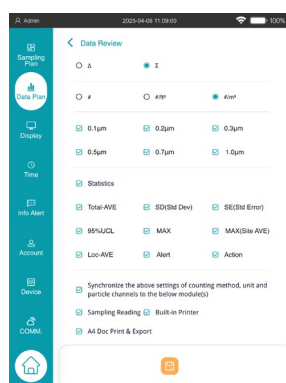 Admin 2025-04-08 11:09:00 100%
Data Review
Sampling Plan
Data Plan
Display
Time
Info Alert
Account
Device
COMM.
Δ Σ
# #/ft³ #/m³
0.1μm 0.2μm 0.3μm
0.5μm 0.7μm 1.0μm
Statistics
Total-AVE SD(Std Dev) SE(Std Error)
95%UCL MAX MAX(Site AVE)
Loc-AVE Alert Action
Synchronize the above settings of counting method, unit and
particle channels to the below module(s)
Sampling Reading Built-in Printer
A4 Doc Print & Export